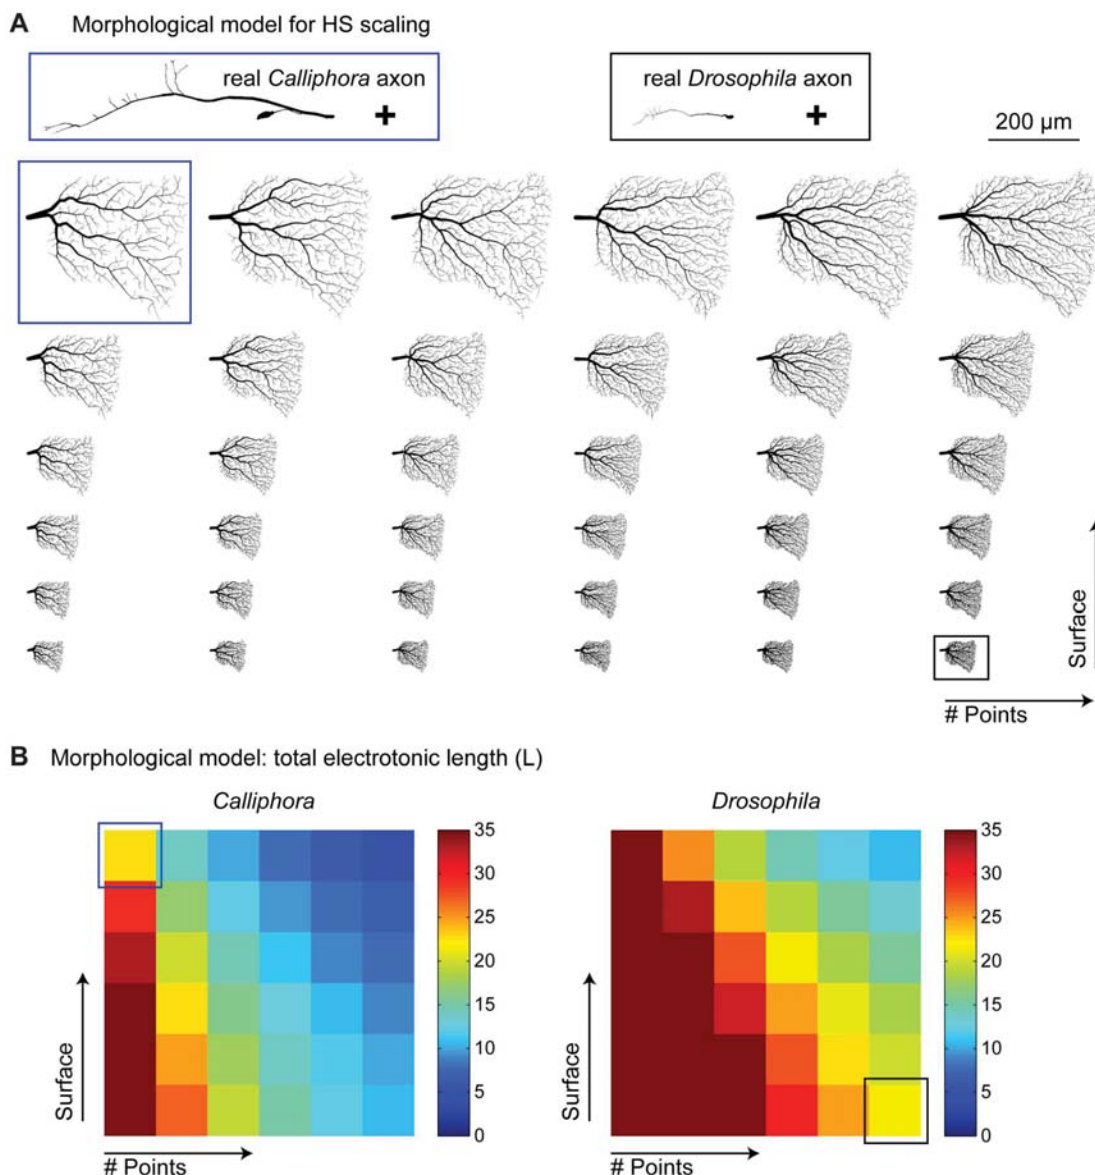 A Morphological model for HS scaling
real Calliphora axon
+
real Drosophila axon
+
200 µm
Surface
# Points
B Morphological model: total electrotonic length (L)
Calliphora
Drosophila
35
30
25
20
15
10
5
0
Surface
# Points
35
30
25
20
15
10
5
0
Surface
# Points